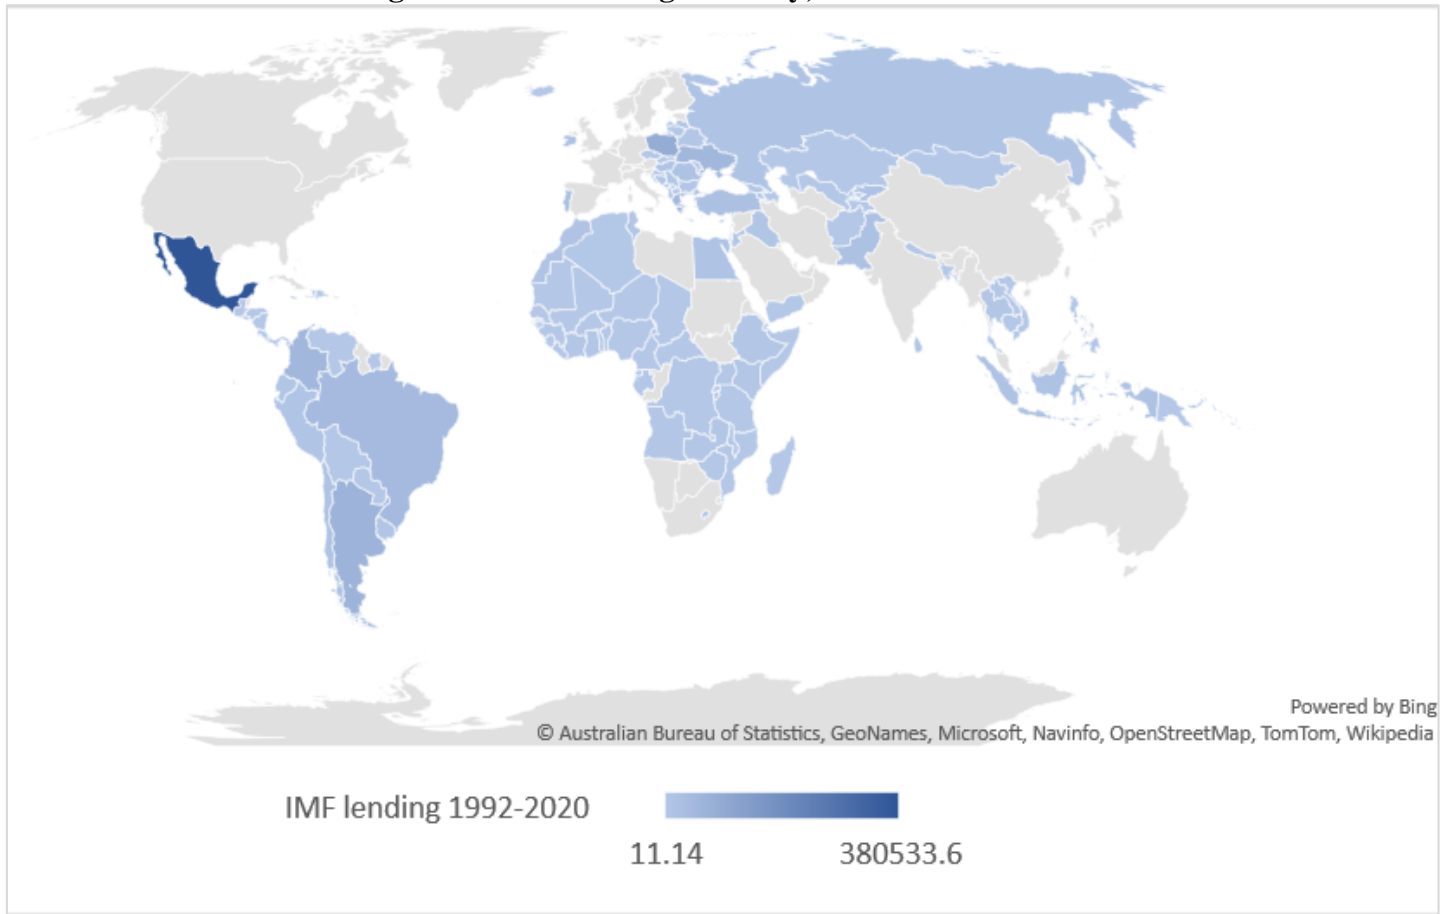 Powered by Bing
© Australian Bureau of Statistics, GeoNames, Microsoft, Navinfo, OpenStreetMap, TomTom, Wikipedia
IMF lending 1992-2020
11.14
380533.6